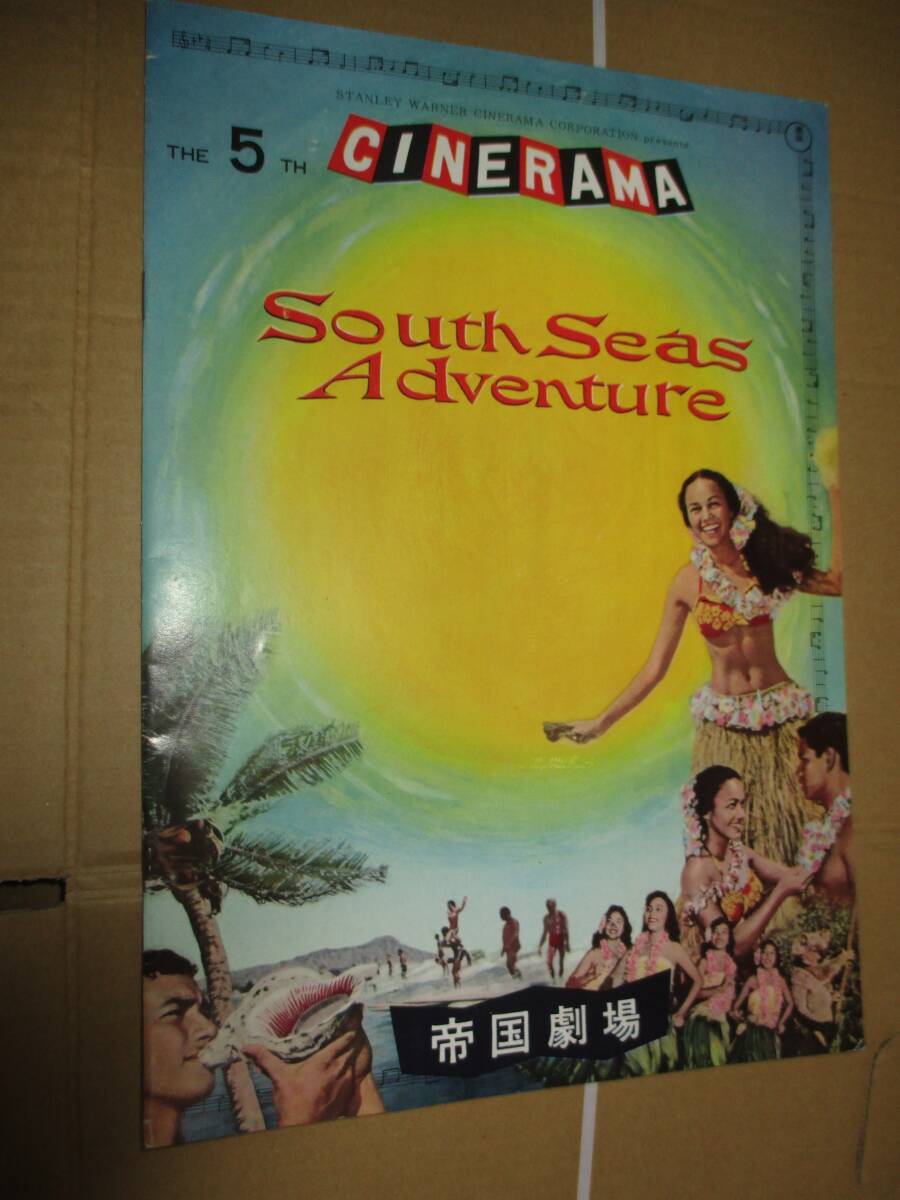 STANLEY WARNER CINERAMA CORPORATION presents
THE 5 TH CINERAMA
South Seas
Adventure
帝国劇場